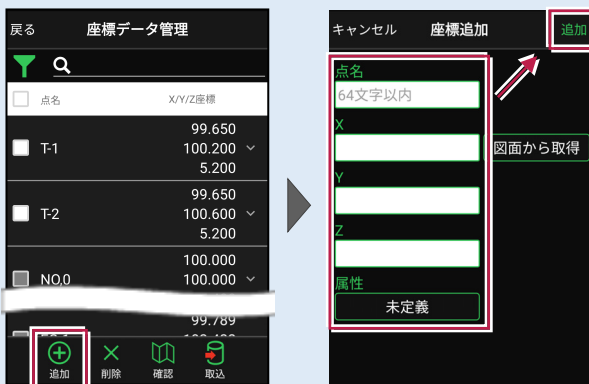 戻る 座標データ管理
点名 X/Y/Z座標
99.650
T-1 100.200
5.200
99.650
T-2 100.600
5.200
100.000
NO,0 100.000
99.789
追加 削除 確認 取込
キャンセル 座標追加 追加
点名
64文字以内
X
図面から取得
Y
Z
属性
未定義